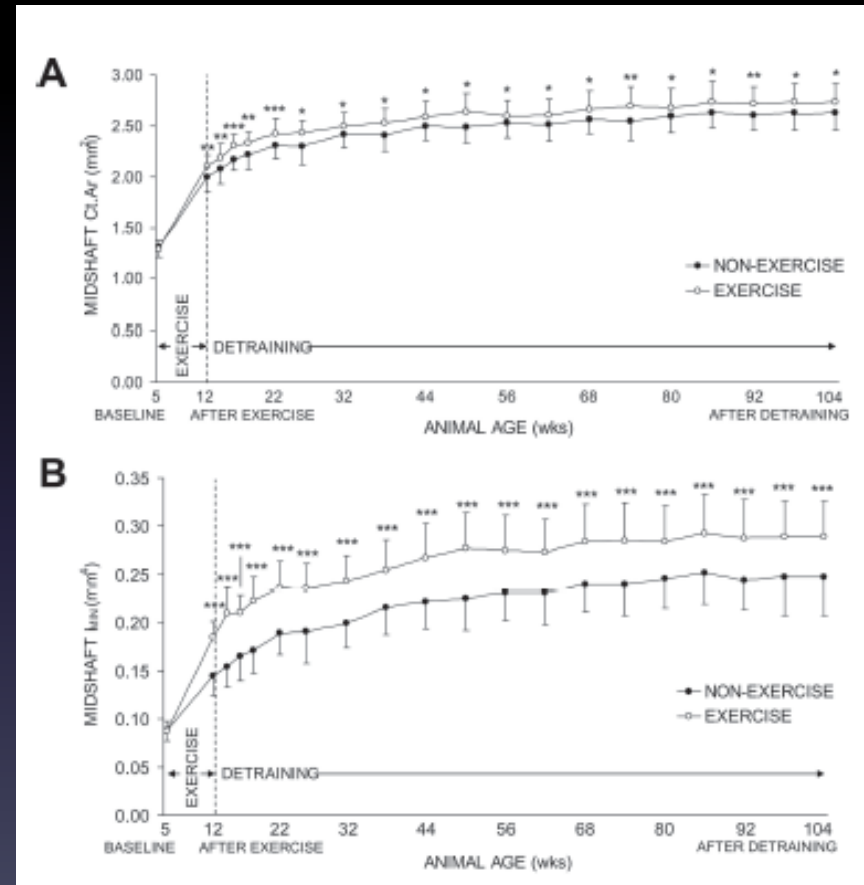 A
MIDSHAFT Ct.Ar (mm²)
3.00
2.50
2.00
1.50
1.00
0.50
0.00
** ** *** ** *** * * * * * * * * ** * * ** * *
NON-EXERCISE
EXERCISE
EXERCISE
DETRAINING
5 12 22 32 44 56 68 80 92 104
BASELINE AFTER EXERCISE AFTER DETRAINING
ANIMAL AGE (wks)
B
MIDSHAFT IMIN (mm⁴)
0.35
0.30
0.25
0.20
0.15
0.10
0.05
0.00
*** *** *** *** *** *** *** *** *** *** *** *** *** *** *** *** *** *** ***
NON-EXERCISE
EXERCISE
EXERCISE
DETRAINING
5 12 22 32 44 56 68 80 92 104
BASELINE AFTER EXERCISE AFTER DETRAINING
ANIMAL AGE (wks)